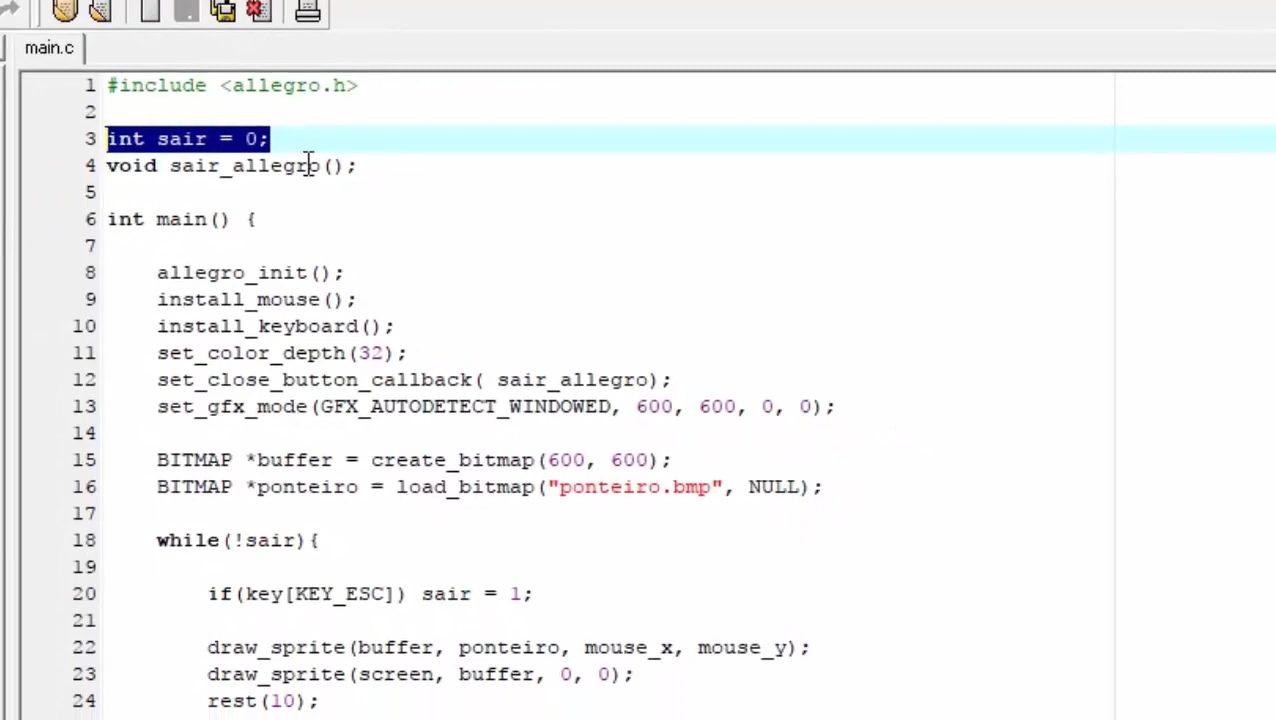 main.c
1 #include <allegro.h>
2
3 int sair = 0;
4 void sair_allegro();
5
6 int main() {
7
8 allegro_init();
9 install_mouse();
10 install_keyboard();
11 set_color_depth(32);
12 set_close_button_callback( sair_allegro);
13 set_gfx_mode(GFX_AUTODETECT_WINDOWED, 600, 600, 0, 0);
14
15 BITMAP *buffer = create_bitmap(600, 600);
16 BITMAP *ponteiro = load_bitmap("ponteiro.bmp", NULL);
17
18 while(!sair){
19
20 if(key[KEY_ESC]) sair = 1;
21
22 draw_sprite(buffer, ponteiro, mouse_x, mouse_y);
23 draw_sprite(screen, buffer, 0, 0);
24 rest(10);